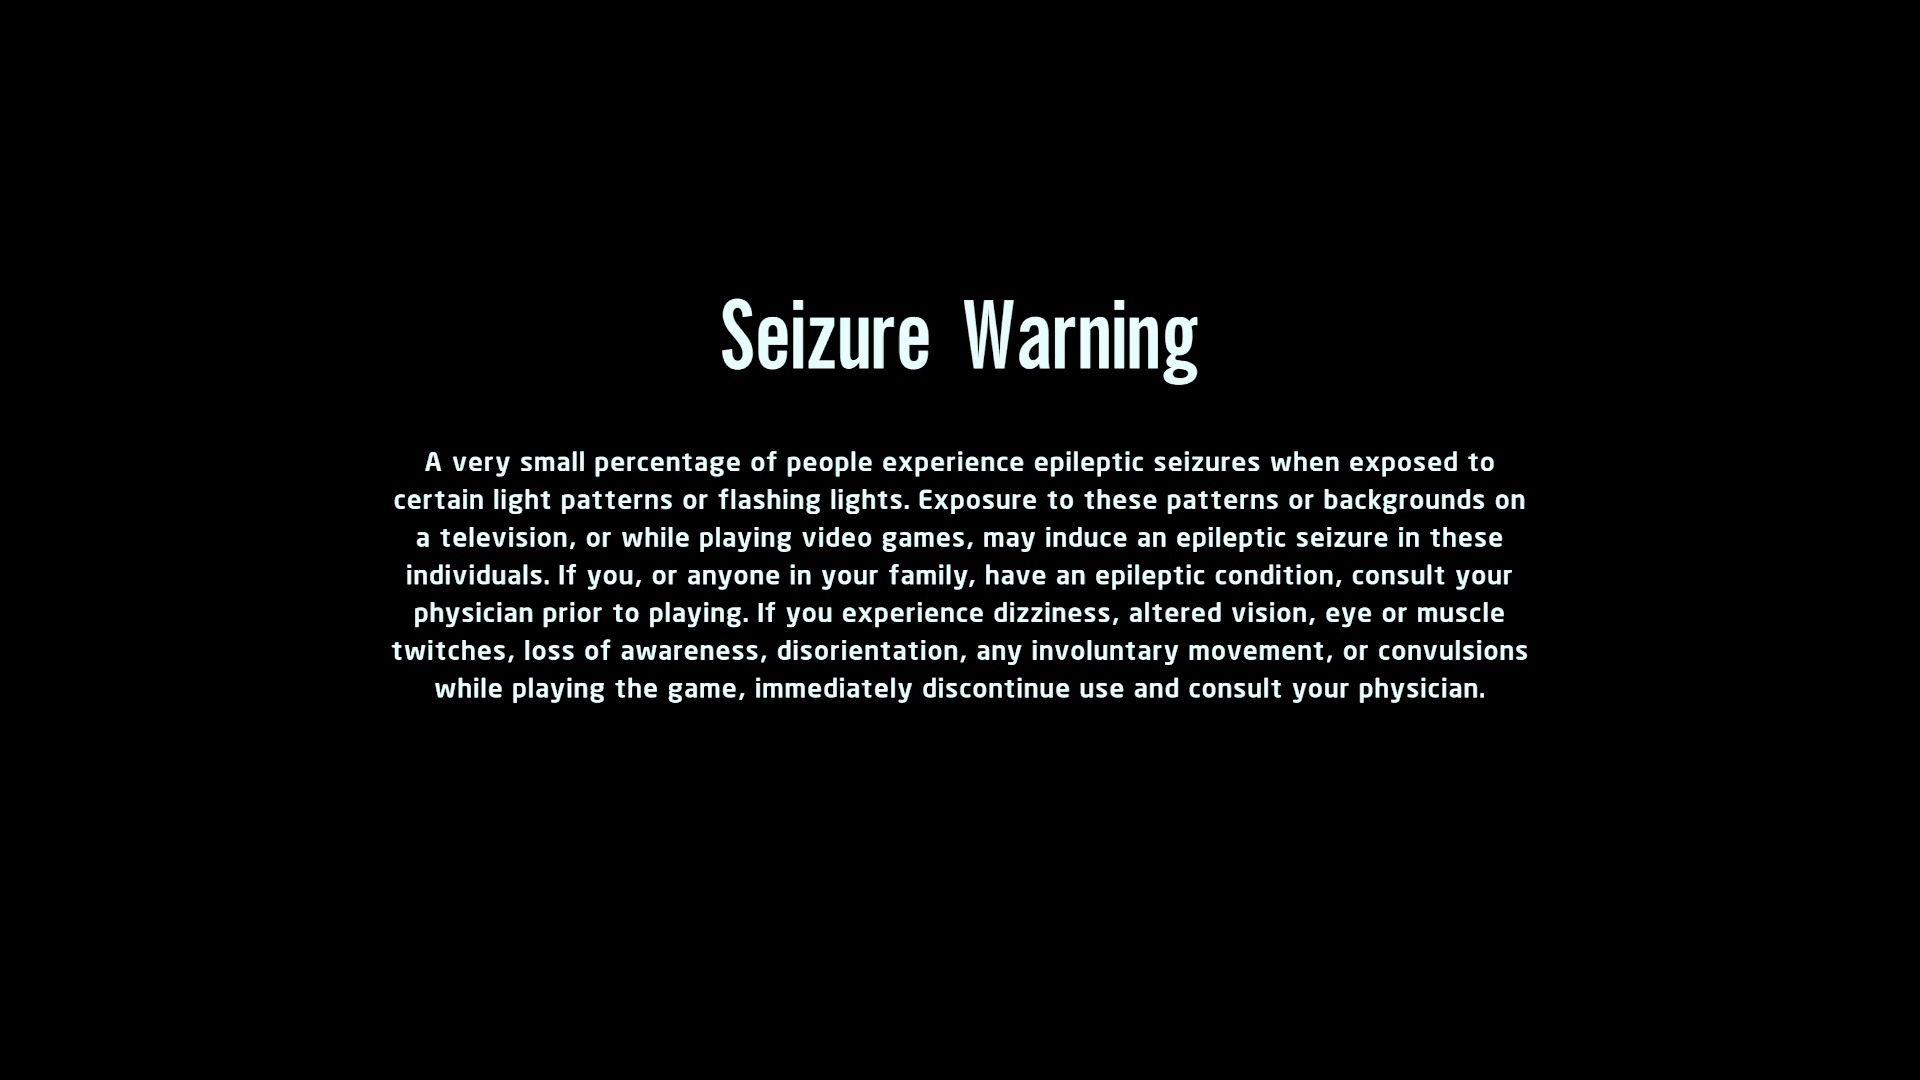 Seizure Warning
A very small percentage of people experience epileptic seizures when exposed to
certain light patterns or flashing lights. Exposure to these patterns or backgrounds on
a television, or while playing video games, may induce an epileptic seizure in these
individuals. If you, or anyone in your family, have an epileptic condition, consult your
physician prior to playing. If you experience dizziness, altered vision, eye or muscle
twitches, loss of awareness, disorientation, any involuntary movement, or convulsions
while playing the game, immediately discontinue use and consult your physician.